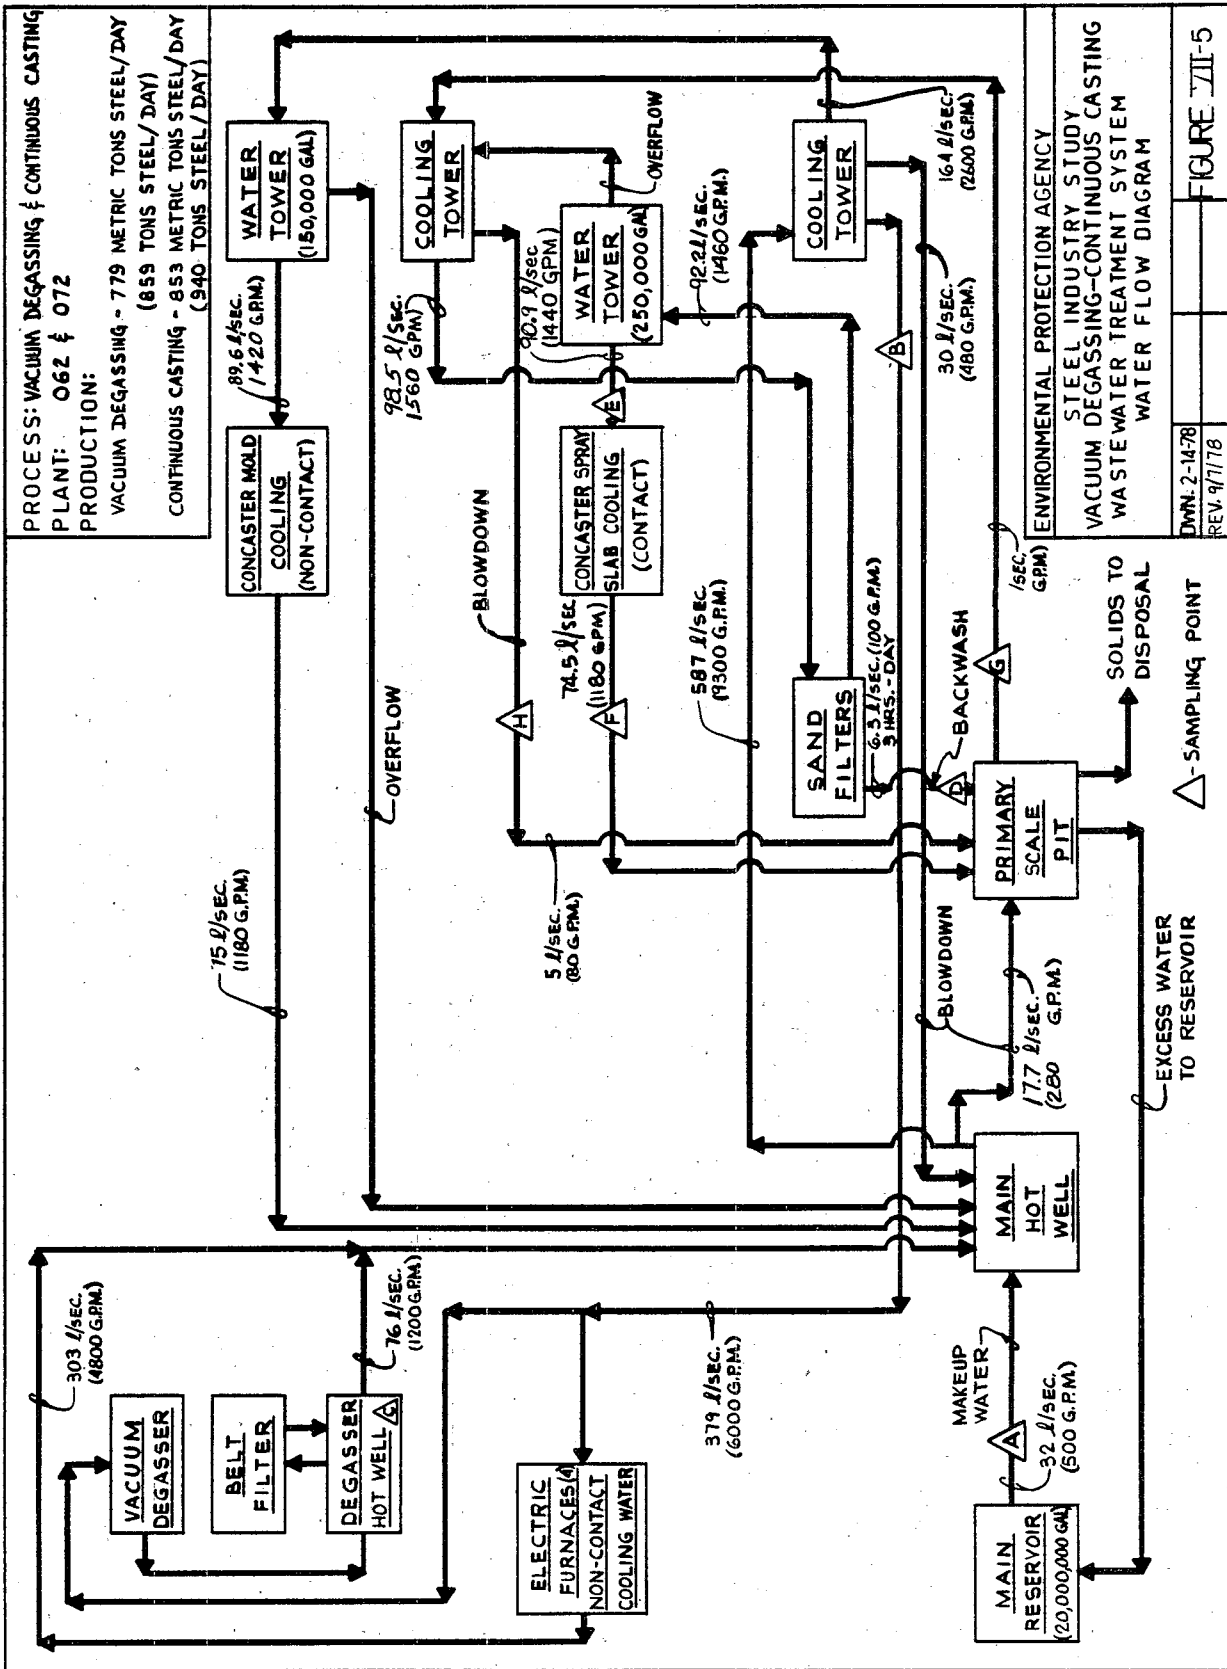 PROCESS: VACUUM DEGASSING & CONTINUOUS CASTING
PLANT: 062 & 072
PRODUCTION:
VACUUM DEGASSING - 779 METRIC TONS STEEL/DAY
(859 TONS STEEL/DAY)
CONTINUOUS CASTING - 853 METRIC TONS STEEL/DAY
(940 TONS STEEL/DAY)
303 l/SEC.
(4800 G.P.M.)
VACUUM
DEGASSER
BELT
FILTER
DEGASSER
HOT WELL
C
76 l/SEC.
(1200 G.P.M.)
75 l/SEC.
(1180 G.P.M.)
CONCASTER MOLD
COOLING
(NON-CONTACT)
89.6 l/SEC.
1420 G.P.M.)
WATER
TOWER
(150,000 GAL)
OVERFLOW
98.5 l/SEC.
1560 GPM)
COOLING
TOWER
BLOWDOWN
H
5 l/SEC.
(80 G.P.M.)
90.9 l/sec
(1440 GPM)
WATER
TOWER
(250,000 GAL)
OVERFLOW
E
CONCASTER SPRAY
SLAB COOLING
(CONTACT)
74.5 l/SEC
(1180 GPM)
F
92.2 l/SEC.
(1460 G.P.M.)
ELECTRIC
FURNACES (4)
NON-CONTACT
COOLING WATER
379 l/SEC.
(6000 G.P.M.)
587 l/SEC.
(9300 G.P.M.)
COOLING
TOWER
B
164 l/SEC.
(2600 G.P.M.)
30 l/SEC.
(480 G.P.M.)
SAND
FILTERS
6.3 l/SEC. (100 G.P.M.)
3 HRS. - DAY
BACKWASH
D
MAIN
RESERVOIR
(20,000,000 GAL)
A
32 l/SEC.
(500 G.P.M.)
MAKEUP
WATER
MAIN
HOT
WELL
BLOWDOWN
17.7 l/SEC.
(280 G.P.M.)
PRIMARY
SCALE
PIT
G
/SEC.
G.P.M.)
EXCESS WATER
TO RESERVOIR
SOLIDS TO
DISPOSAL
- SAMPLING POINT
ENVIRONMENTAL PROTECTION AGENCY
STEEL INDUSTRY STUDY
VACUUM DEGASSING-CONTINUOUS CASTING
WASTEWATER TREATMENT SYSTEM
WATER FLOW DIAGRAM
DWN. 2-14-78
REV. 9/7/78
FIGURE VII-5